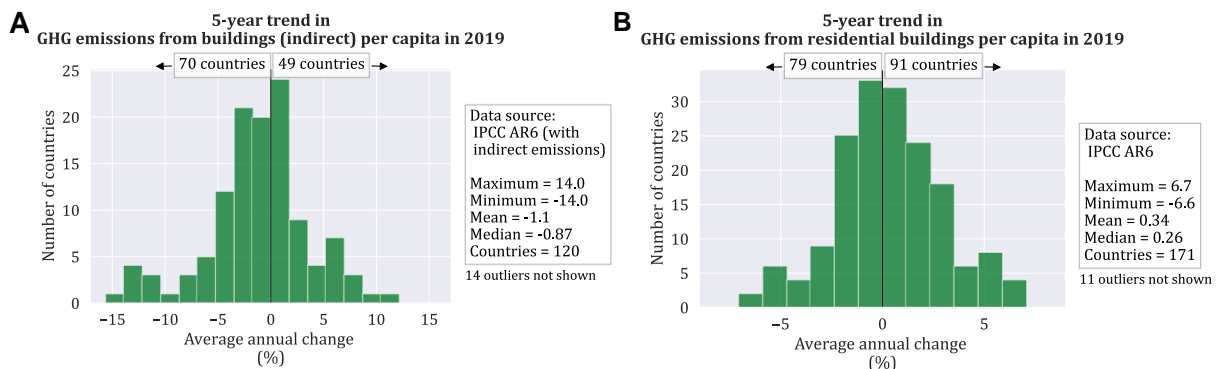 A
5-year trend in
GHG emissions from buildings (indirect) per capita in 2019
70 countries
49 countries
25
20
15
10
5
0
Number of countries
−15
−10
−5
0
5
10
15
Average annual change
(%)
Data source:
IPCC AR6 (with
indirect emissions)
Maximum = 14.0
Minimum = -14.0
Mean = -1.1
Median = -0.87
Countries = 120
14 outliers not shown
B
5-year trend in
GHG emissions from residential buildings per capita in 2019
79 countries
91 countries
30
25
20
15
10
5
0
Number of countries
−5
0
5
Average annual change
(%)
Data source:
IPCC AR6
Maximum = 6.7
Minimum = -6.6
Mean = 0.34
Median = 0.26
Countries = 171
11 outliers not shown